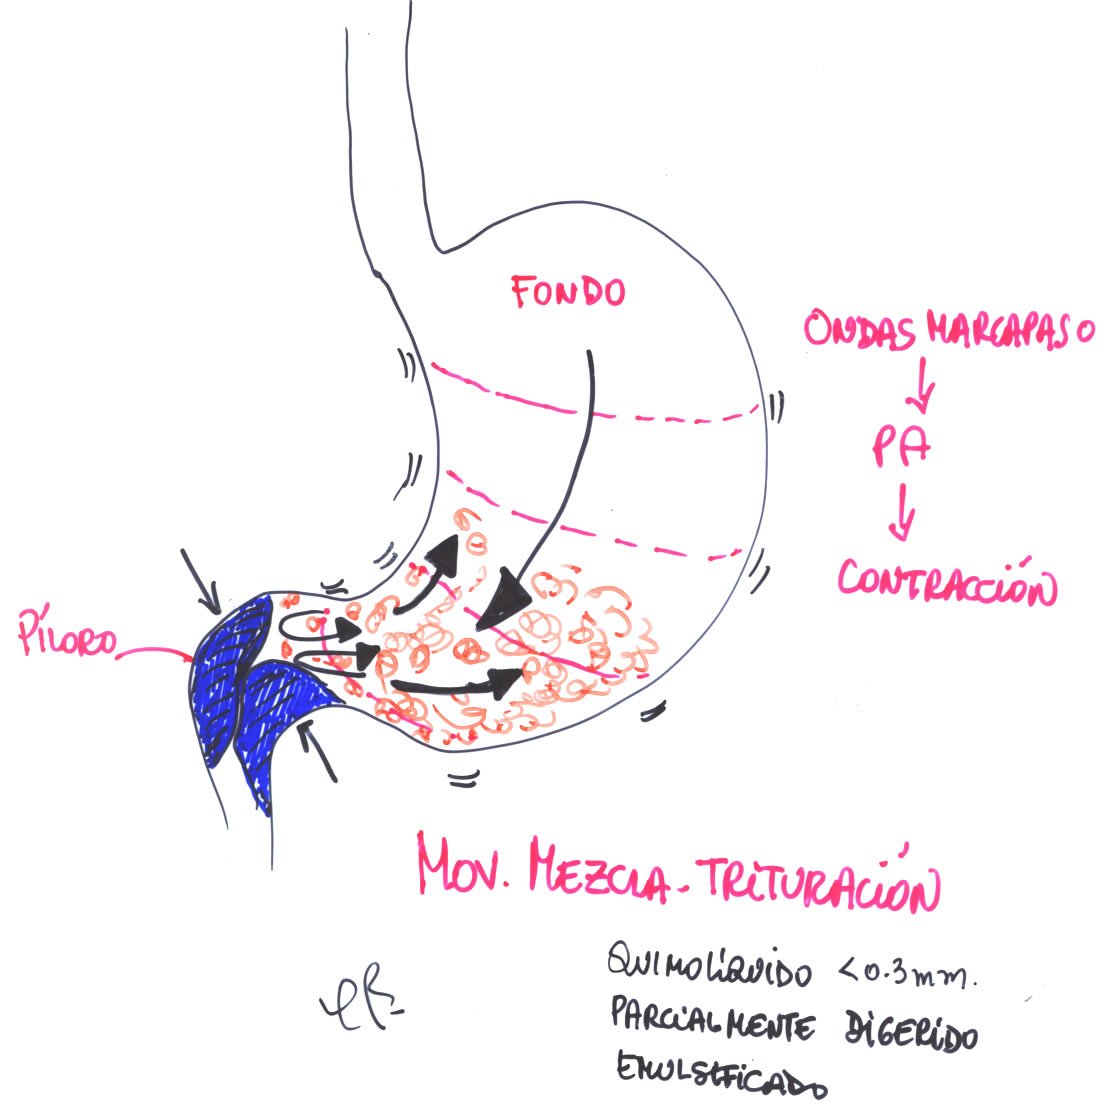 FONDO
ONDAS MARCAPASO
PA
CONTRACCIÓN
PÍLORO
MOV. MEZCLA-TRITURACIÓN
QUIMO LÍQUIDO <0.3mm.
PARCIALMENTE DIGERIDO
EMULSIFICADO